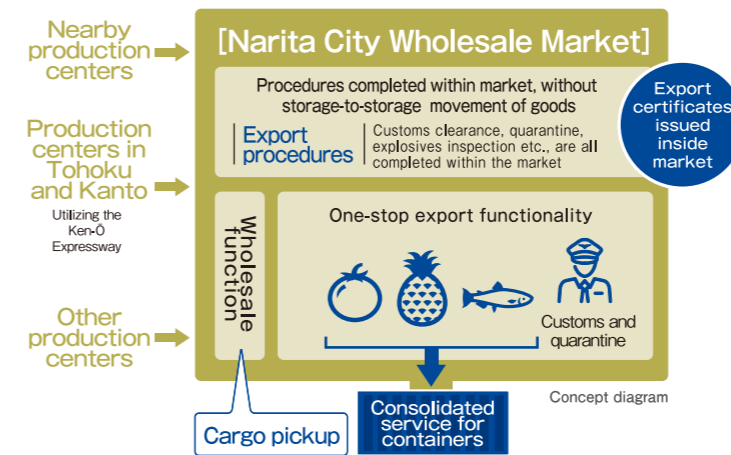 Nearby
production
centers
Production
centers in
Tohoku
and Kanto
Utilizing the
Ken-Ō
Expressway
Other
production
centers
[Narita City Wholesale Market]
Procedures completed within market, without
storage-to-storage movement of goods
Export
procedures
Customs clearance, quarantine,
explosives inspection etc., are all
completed within the market
Export
certificates
issued
inside
market
Wholesale
function
One-stop export functionality
Customs and
quarantine
Cargo pickup
Consolidated
service for
containers
Concept diagram